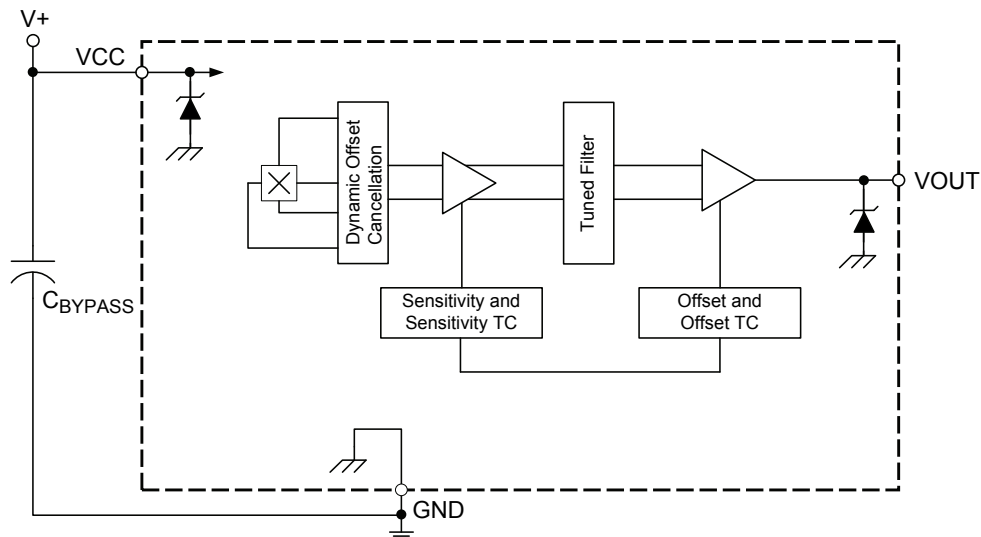 V+
VCC
Dynamic Offset
Cancellation
Tuned Filter
VOUT
CBYPASS
Sensitivity and
Sensitivity TC
Offset and
Offset TC
GND